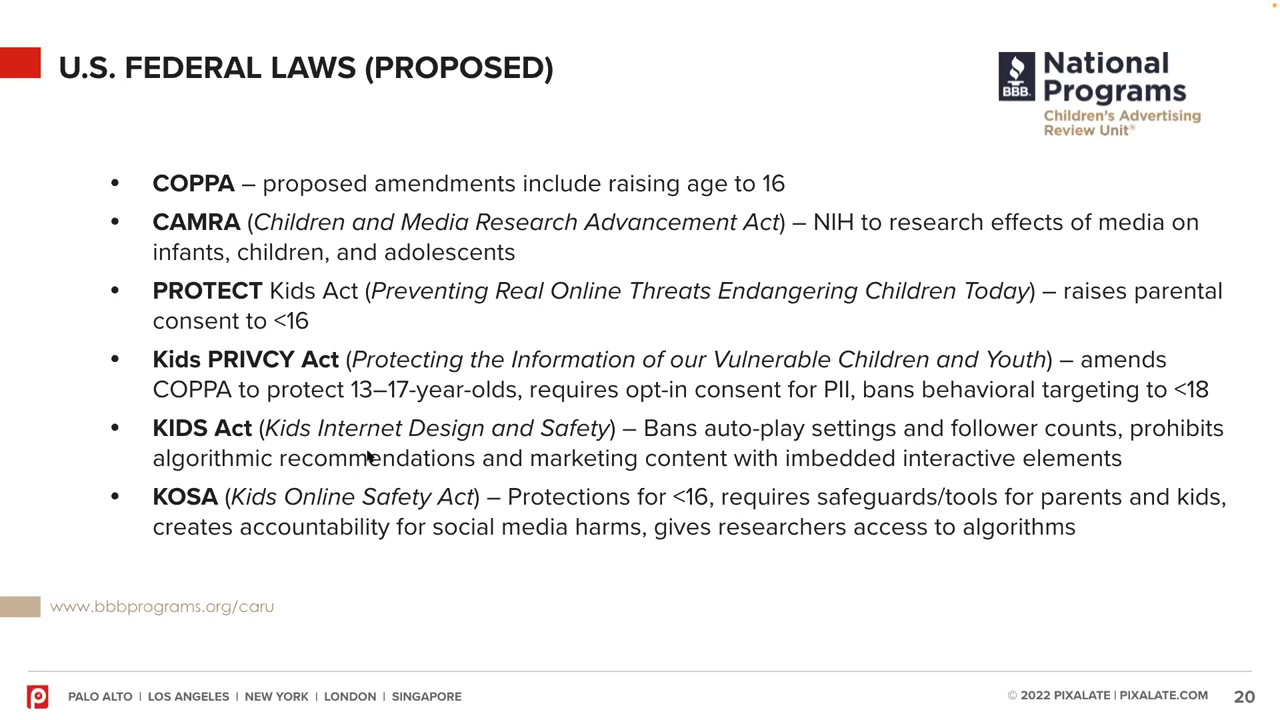 U.S. FEDERAL LAWS (PROPOSED)
BBB.
National
Programs
Children's Advertising
Review Unit®
• COPPA – proposed amendments include raising age to 16
• CAMRA (Children and Media Research Advancement Act) – NIH to research effects of media on
infants, children, and adolescents
• PROTECT Kids Act (Preventing Real Online Threats Endangering Children Today) – raises parental
consent to <16
• Kids PRIVCY Act (Protecting the Information of our Vulnerable Children and Youth) – amends
COPPA to protect 13–17-year-olds, requires opt-in consent for PII, bans behavioral targeting to <18
• KIDS Act (Kids Internet Design and Safety) – Bans auto-play settings and follower counts, prohibits
algorithmic recommendations and marketing content with imbedded interactive elements
• KOSA (Kids Online Safety Act) – Protections for <16, requires safeguards/tools for parents and kids,
creates accountability for social media harms, gives researchers access to algorithms
www.bbbprograms.org/caru
PALO ALTO | LOS ANGELES | NEW YORK | LONDON | SINGAPORE
© 2022 PIXALATE | PIXALATE.COM
20